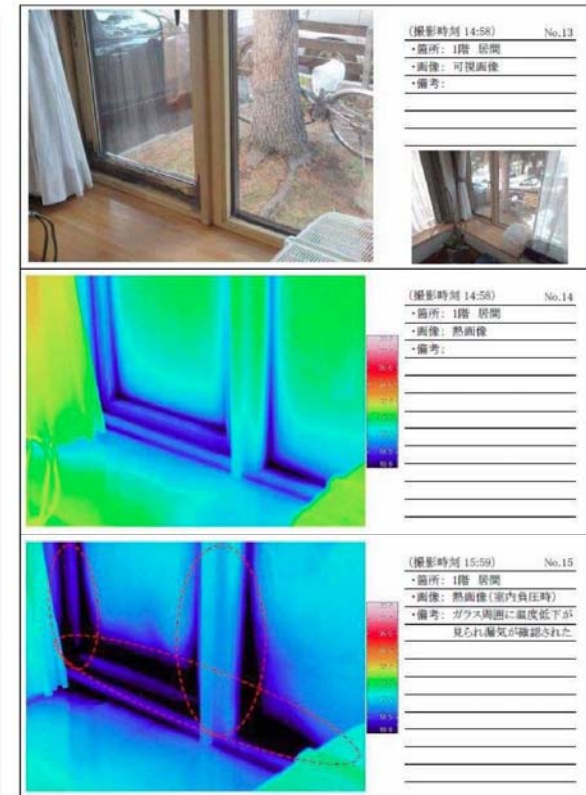 (撮影時刻 14:58) No.13
・箇所: 1階 居間
・画像: 可視画像
・備考:
(撮影時刻 14:58) No.14
・箇所: 1階 居間
・画像: 熱画像
・備考:
(撮影時刻 15:59) No.15
・箇所: 1階 居間
・画像: 熱画像(室内負圧時)
・備考: ガラス周囲に温度低下が
見られ漏気が確認された